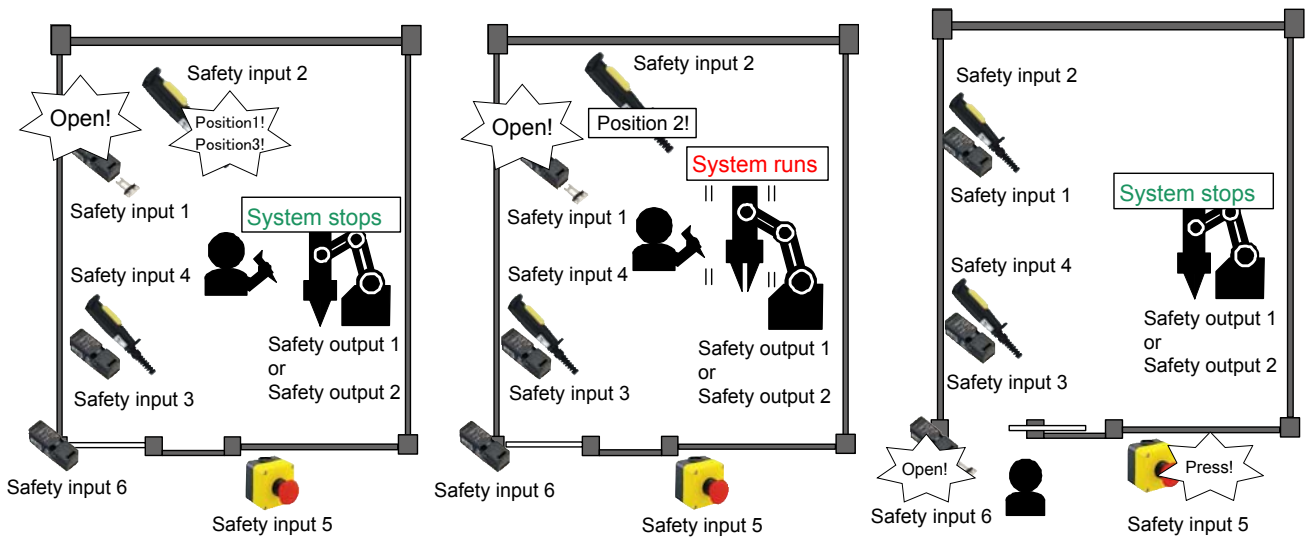 Safety input 2
Open!
Position1!
Position3!
Safety input 1
System stops
Safety input 4
Safety output 1
or
Safety output 2
Safety input 3
Safety input 6
Safety input 5
Safety input 2
Open!
Position 2!
System runs
Safety input 1
Safety input 4
Safety output 1
or
Safety output 2
Safety input 3
Safety input 6
Safety input 5
Safety input 2
System stops
Safety input 1
Safety input 4
Safety output 1
or
Safety output 2
Safety input 3
Open!
Press!
Safety input 6
Safety input 5